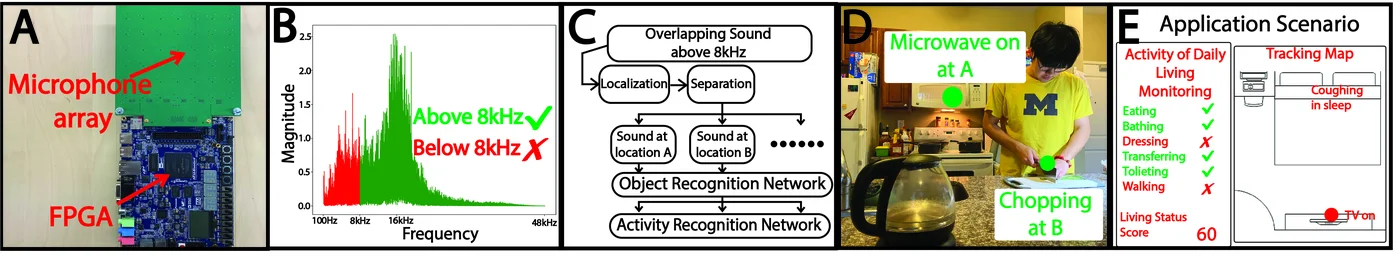 A
Microphone
array
FPGA
B
Magnitude
2.5
2.0
1.5
1.0
0.5
0.0
Above 8kHz ✓
Below 8kHz ✗
100Hz 8kHz 16kHz 48kHz
Frequency
C
Overlapping Sound
above 8kHz
Localization
Separation
Sound at
location A
Sound at
location B
Object Recognition Network
Activity Recognition Network
D
Microwave on
at A
M
Chopping
at B
E
Application Scenario
Activity of Daily
Living
Monitoring
Eating ✓
Bathing ✓
Dressing ✗
Transferring ✓
Tolieting ✓
Walking ✗
Living Status
Score 60
Tracking Map
Coughing
in sleep
TV on